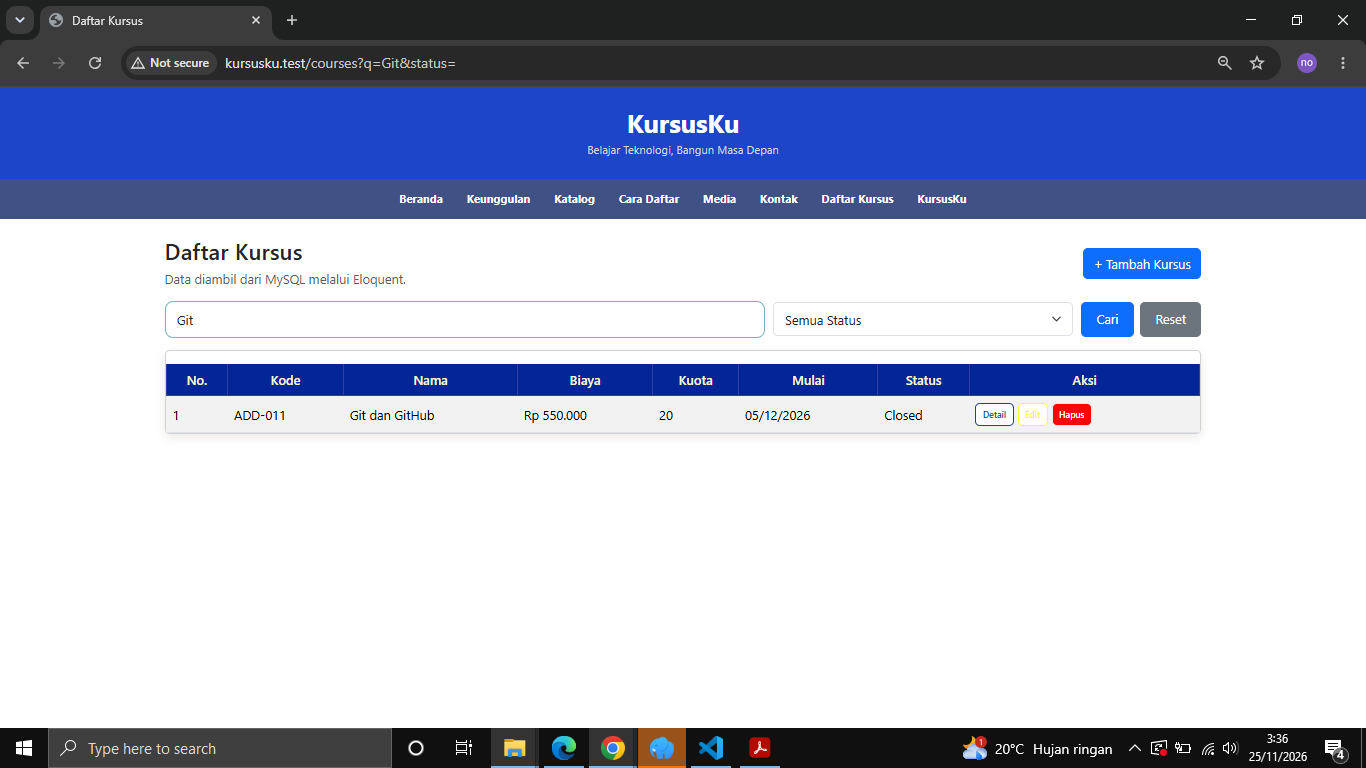 Daftar Kursus
Not secure
kursusku.test/courses?q=Git&status=
no
KursusKu
Belajar Teknologi, Bangun Masa Depan
Beranda Keunggulan Katalog Cara Daftar Media Kontak Daftar Kursus KursusKu
Daftar Kursus
Data diambil dari MySQL melalui Eloquent.
+ Tambah Kursus
Git
Semua Status
Cari
Reset
No. Kode Nama Biaya Kuota Mulai Status Aksi
1 ADD-011 Git dan GitHub Rp 550.000 20 05/12/2026 Closed Detail Edit Hapus
Type here to search
1
20°C Hujan ringan
3:36
25/11/2026
4